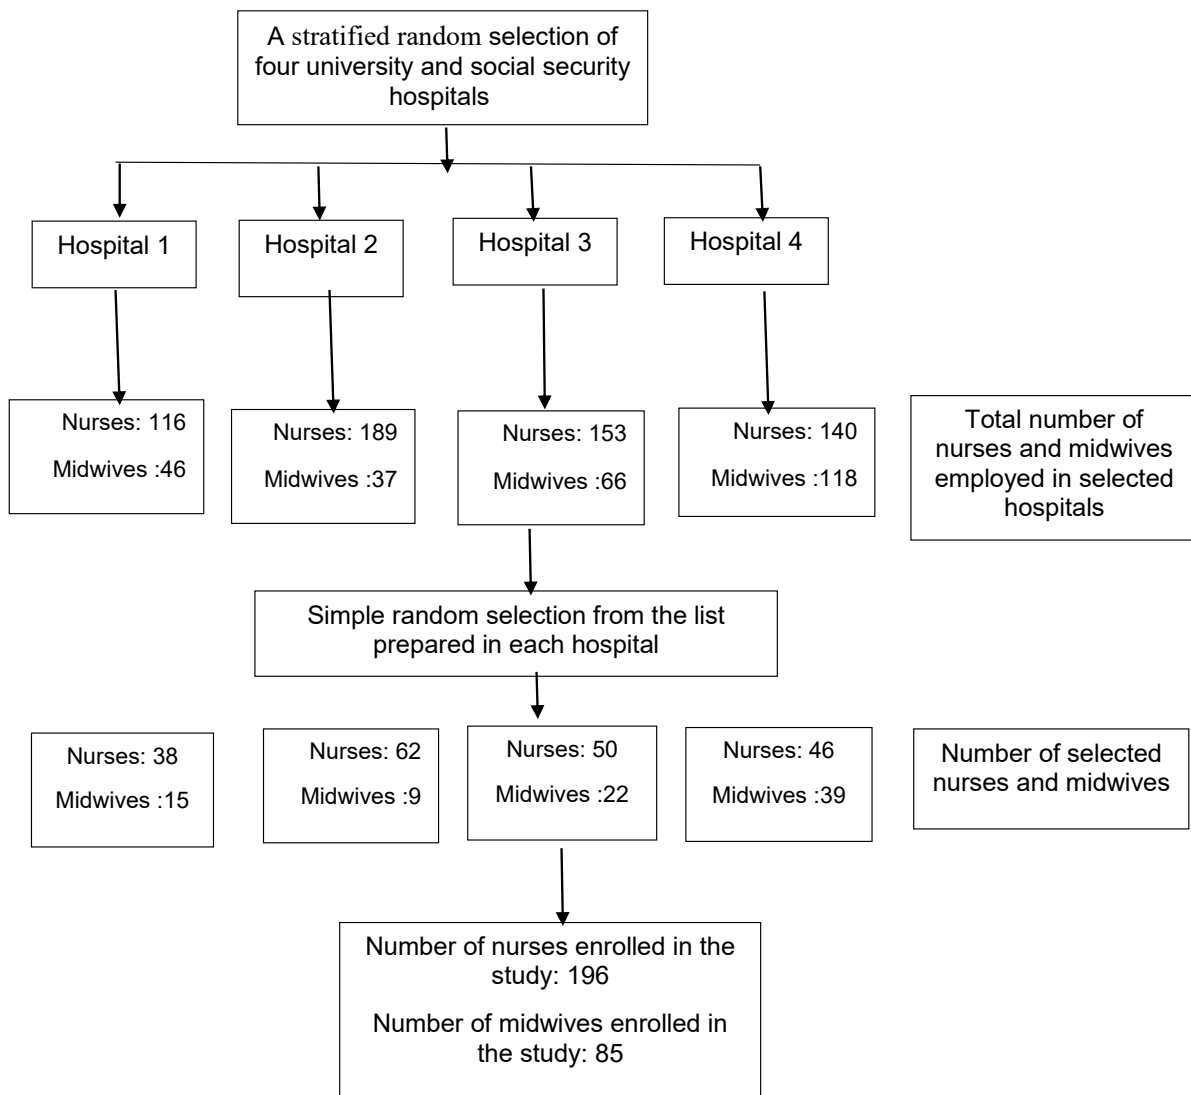 A stratified random selection of
four university and social security
hospitals
Hospital 1
Hospital 2
Hospital 3
Hospital 4
Nurses: 116
Midwives :46
Nurses: 189
Midwives :37
Nurses: 153
Midwives :66
Nurses: 140
Midwives :118
Total number of
nurses and midwives
employed in selected
hospitals
Simple random selection from the list
prepared in each hospital
Nurses: 38
Midwives :15
Nurses: 62
Midwives :9
Nurses: 50
Midwives :22
Nurses: 46
Midwives :39
Number of selected
nurses and midwives
Number of nurses enrolled in the
study: 196
Number of midwives enrolled in
the study: 85